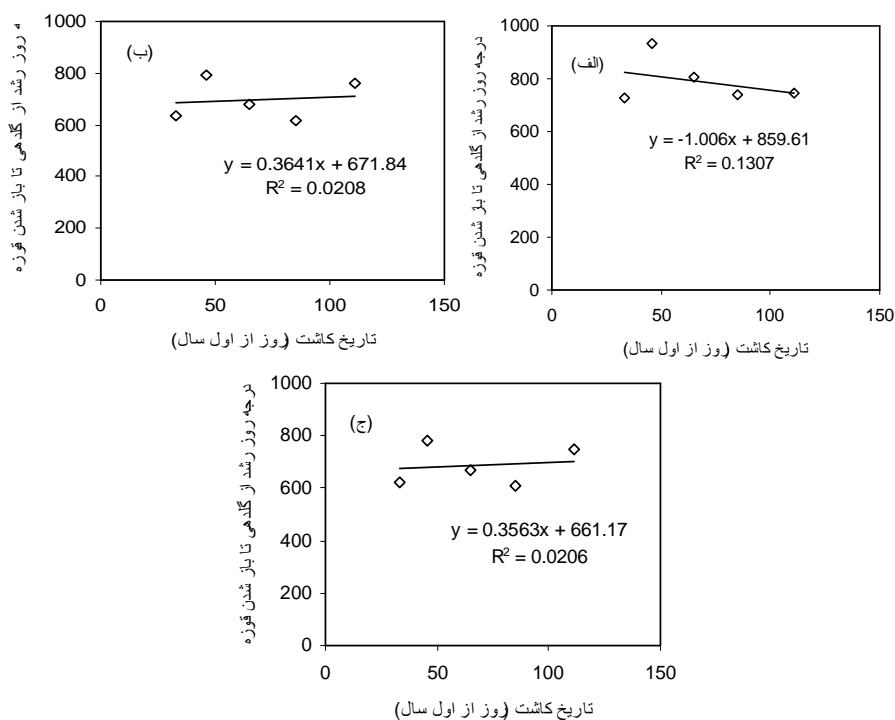 درجه روز رشد از گلدهی تا باز شدن قوزه
1000
800
600
400
200
0
(الف)
y = -1.006x + 859.61
R² = 0.1307
0 50 100 150
تاریخ کاشت (روز از اول سال)
ه روز رشد از گلدهی تا باز شدن قوزه
1000
800
600
400
200
0
(ب)
y = 0.3641x + 671.84
R² = 0.0208
0 50 100 150
تاریخ کاشت (روز از اول سال)
درجه روز رشد از گلدهی تا باز شدن قوزه
1000
800
600
400
200
0
(ج)
y = 0.3563x + 661.17
R² = 0.0206
0 50 100 150
تاریخ کاشت (روز از اول سال)